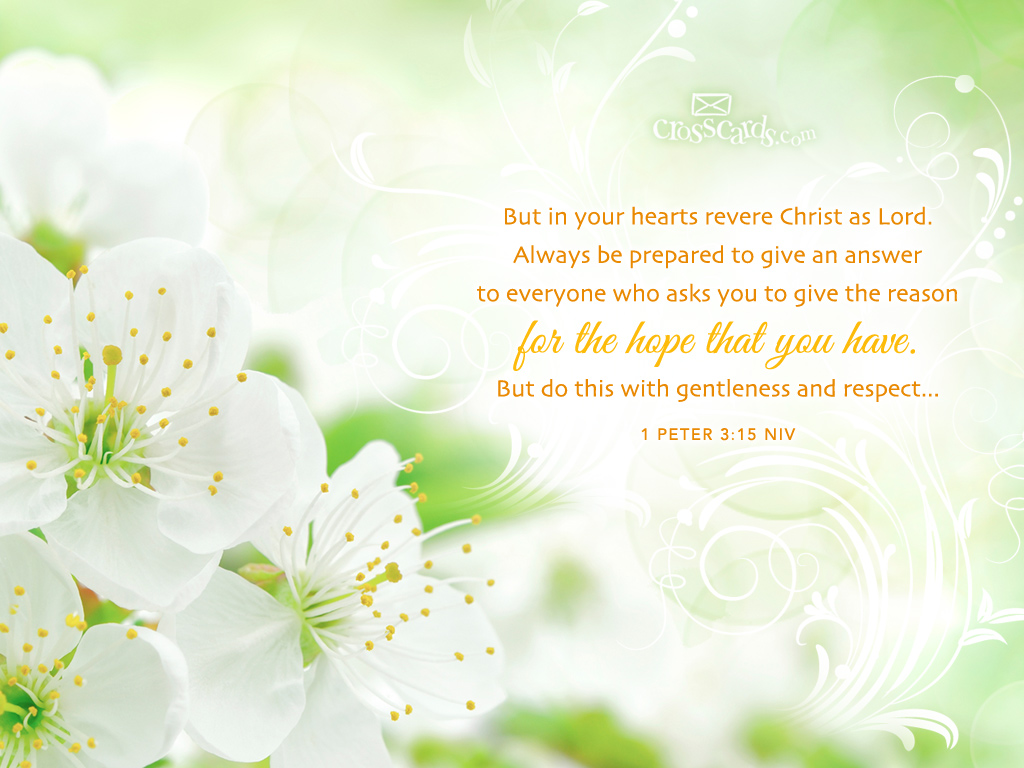 crosscards.com
But in your hearts revere Christ as Lord.
Always be prepared to give an answer
to everyone who asks you to give the reason
for the hope that you have.
But do this with gentleness and respect...
1 PETER 3:15 NIV